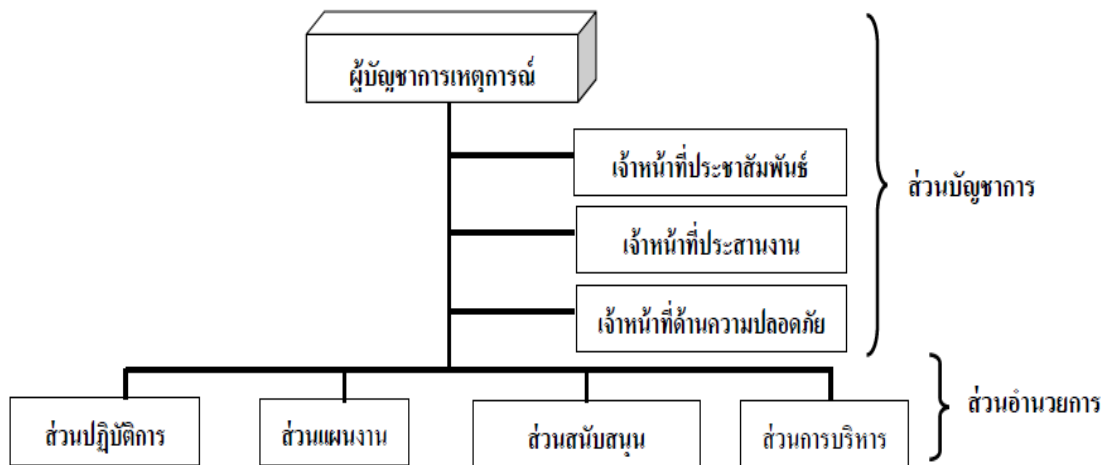 ผู้บัญชาการเหตุการณ์
เจ้าหน้าที่ประชาสัมพันธ์
ส่วนบัญชาการ
เจ้าหน้าที่ประสานงาน
เจ้าหน้าที่ด้านความปลอดภัย
ส่วนอำนวยการ
ส่วนปฏิบัติการ
ส่วนแผนงาน
ส่วนสนับสนุน
ส่วนการบริหาร